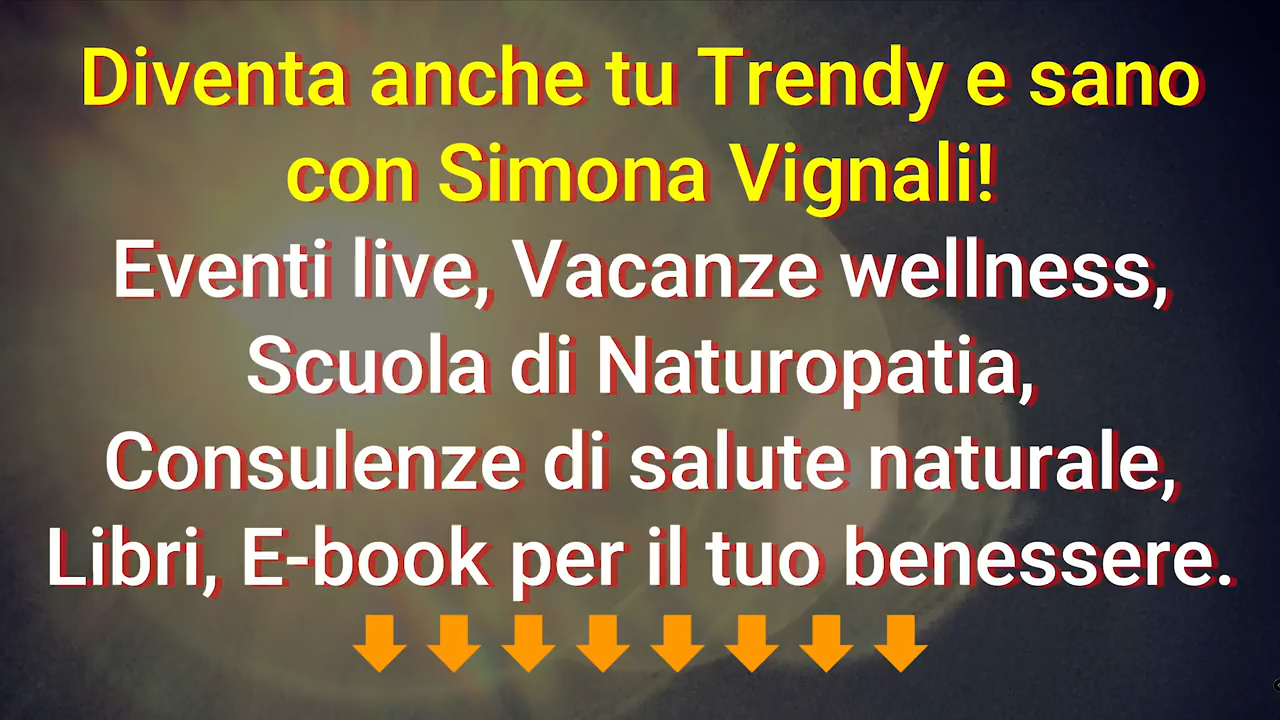 Diventa anche tu Trendy e sano
con Simona Vignali!
Eventi live, Vacanze wellness,
Scuola di Naturopatia,
Consulenze di salute naturale,
Libri, E-book per il tuo benessere.